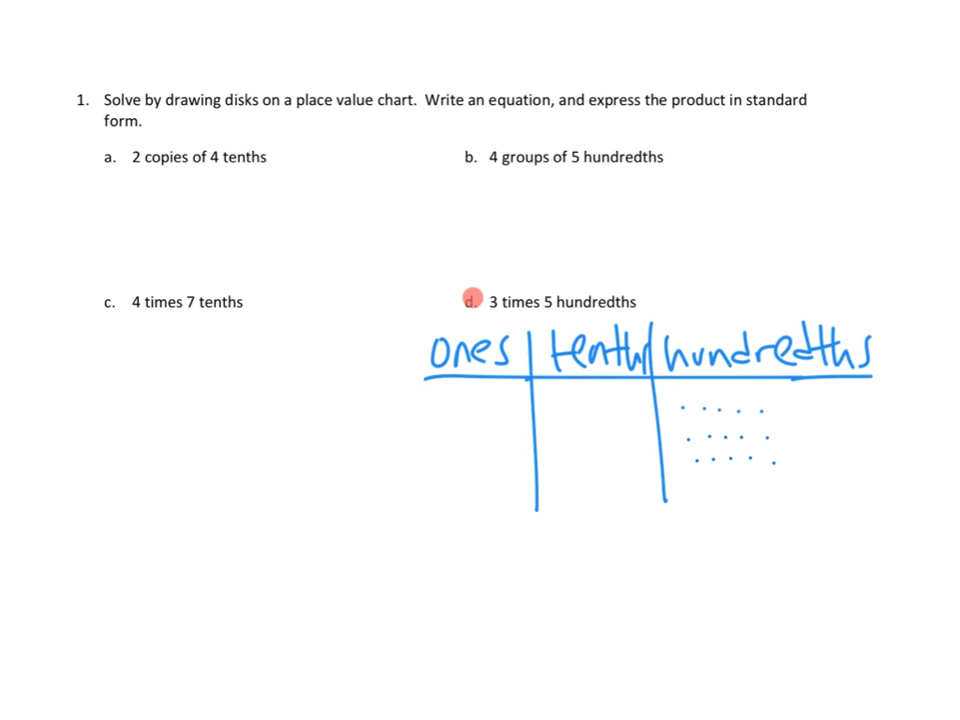 1. Solve by drawing disks on a place value chart. Write an equation, and express the product in standard
form.
a. 2 copies of 4 tenths
b. 4 groups of 5 hundredths
c. 4 times 7 tenths
d. 3 times 5 hundredths
ones | tenths | hundredths